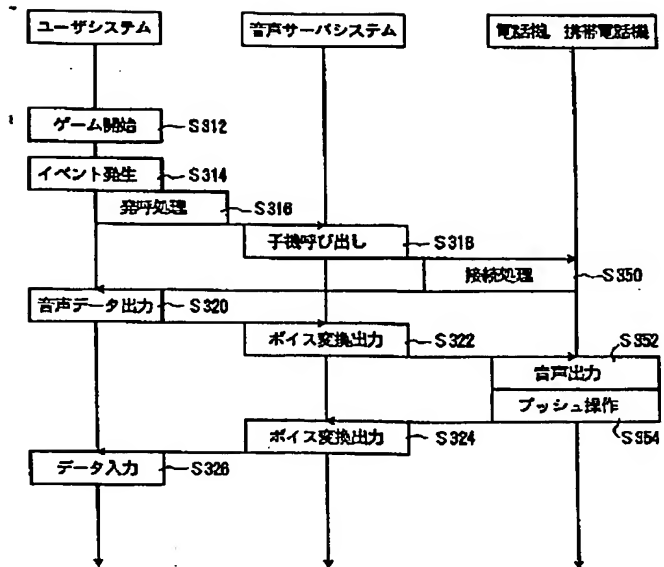 ユーザシステム
音声サーバシステム
電話機、携帯電話機
ゲーム開始
S312
イベント発生
S314
発呼処理
S316
子機呼び出し
S318
接続処理
S350
音声データ出力
S320
ボイス変換出力
S322
S352
音声出力
プッシュ操作
S354
ボイス変換出力
S324
データ入力
S326